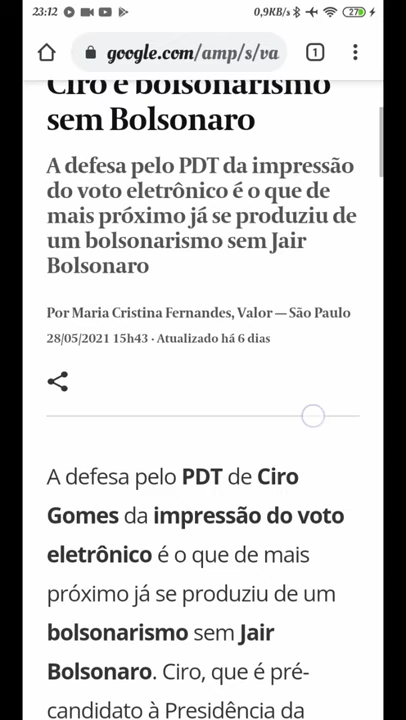 23:12
0,9KB/s
27
google.com/amp/s/va
1
Ciro é bolsonarismo
sem Bolsonaro
A defesa pelo PDT da impressão
do voto eletrônico é o que de
mais próximo já se produziu de
um bolsonarismo sem Jair
Bolsonaro
Por Maria Cristina Fernandes, Valor — São Paulo
28/05/2021 15h43 · Atualizado há 6 dias
A defesa pelo PDT de Ciro
Gomes da impressão do voto
eletrônico é o que de mais
próximo já se produziu de um
bolsonarismo sem Jair
Bolsonaro. Ciro, que é pré-
candidato à Presidência da